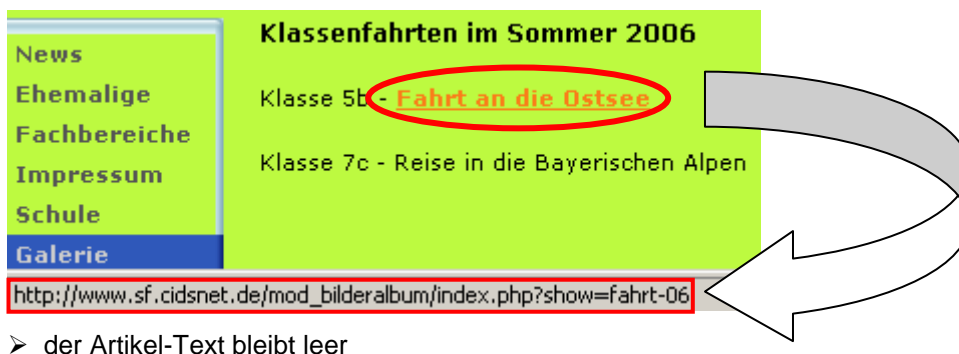 News
Ehemalige
Fachbereiche
Impressum
Schule
Galerie
Klassenfahrten im Sommer 2006
Klasse 5b - Fahrt an die Ostsee
Klasse 7c - Reise in die Bayerischen Alpen
http://www.sf.cidsnet.de/mod_bilderalbum/index.php?show=fahrt-06
➢ der Artikel-Text bleibt leer